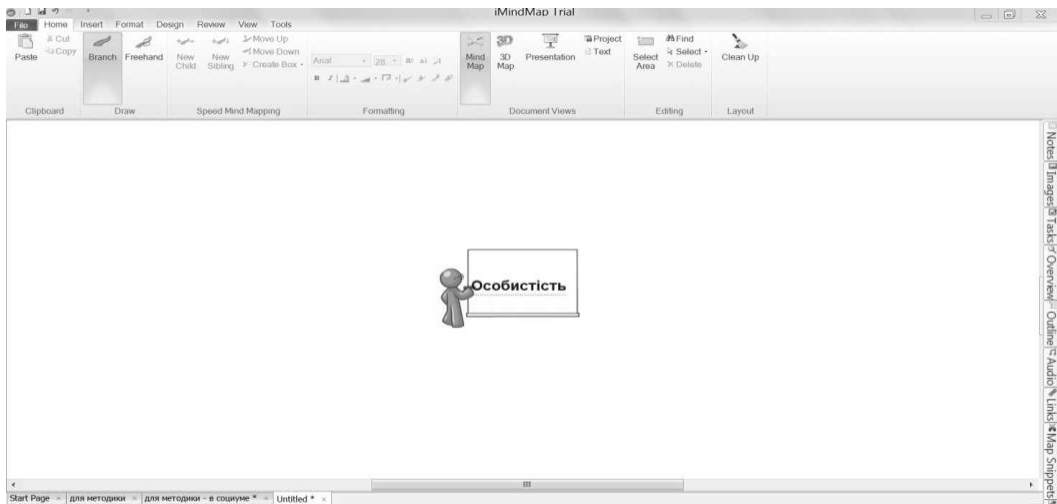 iMindMap Trial
File Home Insert Format Design Review View Tools
Paste
Cut
Copy
Clipboard
Branch Freehand
Draw
New Child
New Sibling
Move Up
Move Down
Create Box
Speed Mind Mapping
Arial 28
Formatting
Mind Map
3D
3D Map
Presentation
Project
Text
Document Views
Select Area
Find
Select
Delete
Editing
Clean Up
Layout
Особистість
Notes
Images
Tasks
Overview
Outline
Audio
Links
Map Snippets
Start Page для методики для методики - в социуме * Untitled *